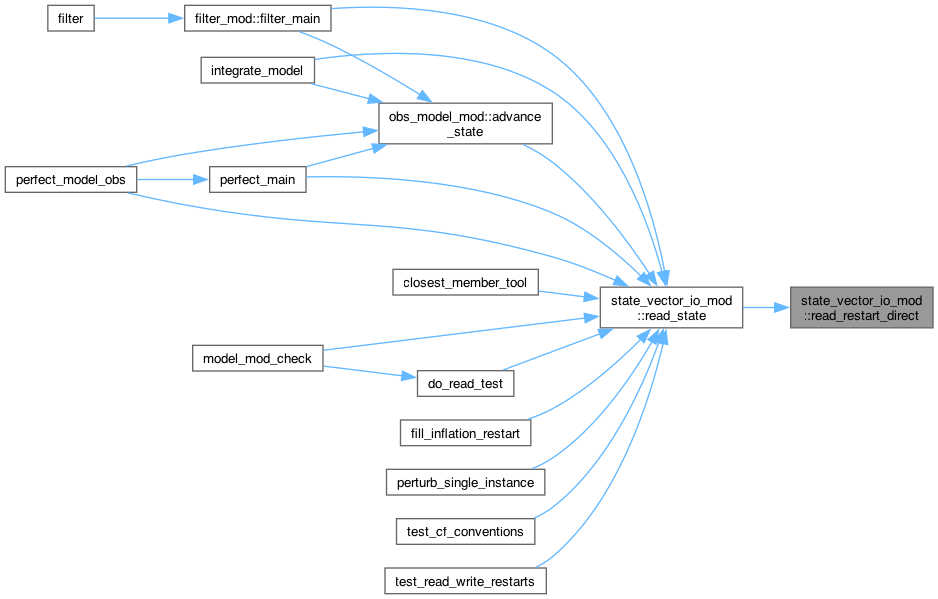 filter
filter_mod::filter_main
integrate_model
obs_model_mod::advance
_state
perfect_model_obs
perfect_main
closest_member_tool
state_vector_io_mod
::read_state
state_vector_io_mod
::read_restart_direct
model_mod_check
do_read_test
fill_inflation_restart
perturb_single_instance
test_cf_conventions
test_read_write_restarts